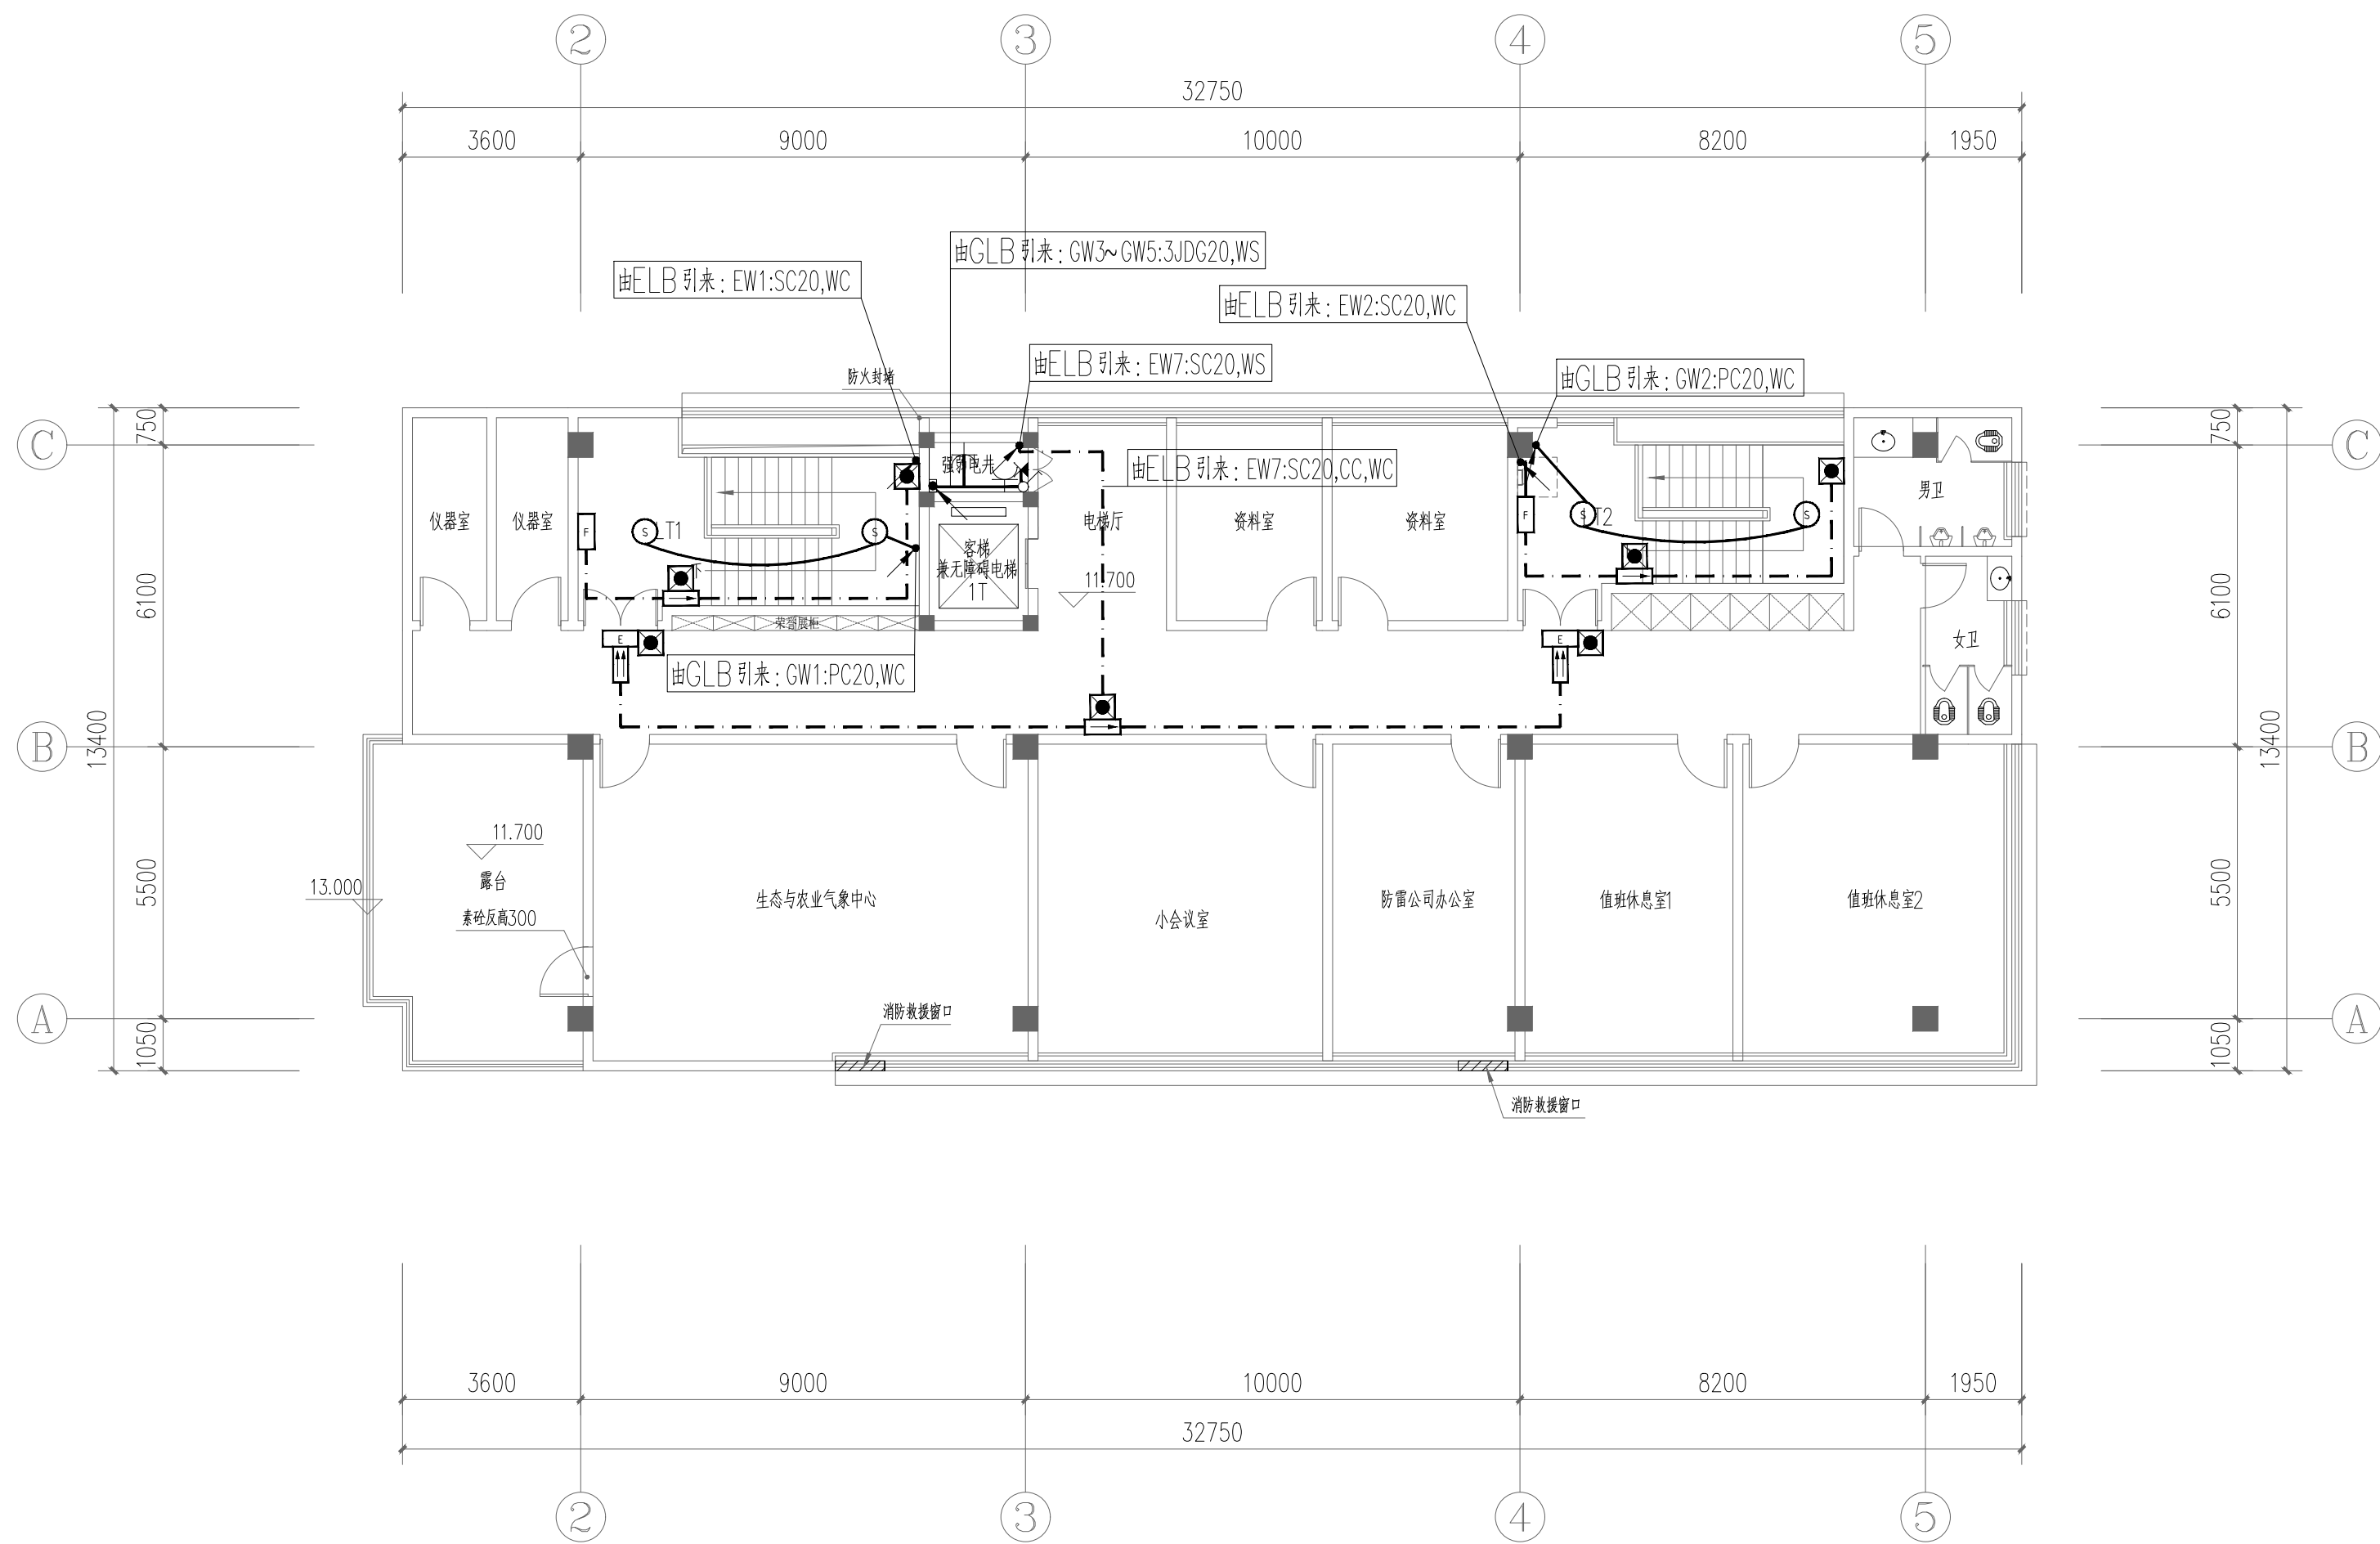 2
3
4
5
32750
3600
9000
10000
8200
1950
由GLB引来：GW3~GW5:3JDG20,WS
由ELB引来：EW1:SC20,WC
由ELB引来：EW2:SC20,WC
由ELB引来：EW7:SC20,WS
由GLB引来：GW2:PC20,WC
防火封堵
C
750
750
C
强弱电井
由ELB引来：EW7:SC20,CC,WC
男卫
仪器室
仪器室
F
S
LT1
S
电梯厅
资料室
资料室
F
S
LT2
S
客梯
兼无障碍电梯
1T
下
11.700
6100
6100
荣誉展柜
E
E
女卫
由GLB引来：GW1:PC20,WC
13400
13400
B
B
11.700
露台
13.000
素砼反高300
5500
5500
生态与农业气象中心
小会议室
防雷公司办公室
值班休息室1
值班休息室2
消防救援窗口
A
1050
1050
A
消防救援窗口
3600
9000
10000
8200
1950
32750
2
3
4
5